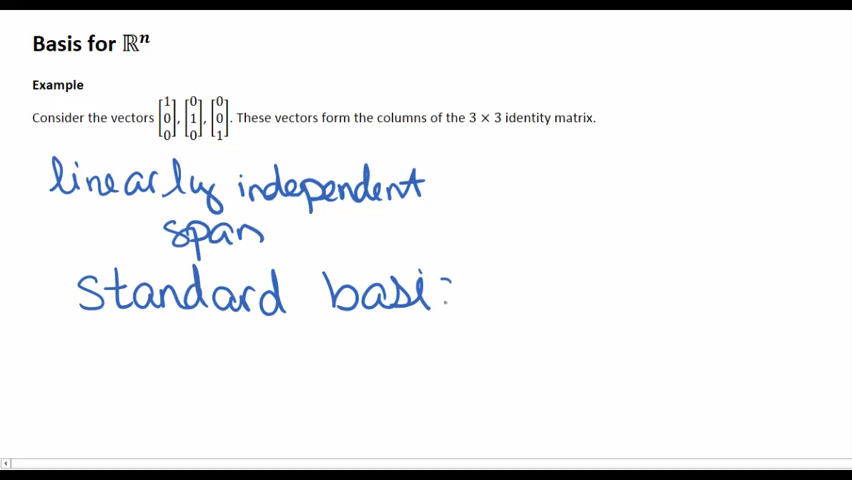 Basis for ℝⁿ
Example
Consider the vectors [1 0 0], [0 1 0], [0 0 1]. These vectors form the columns of the 3 × 3 identity matrix.
linearly independent
span
standard basi